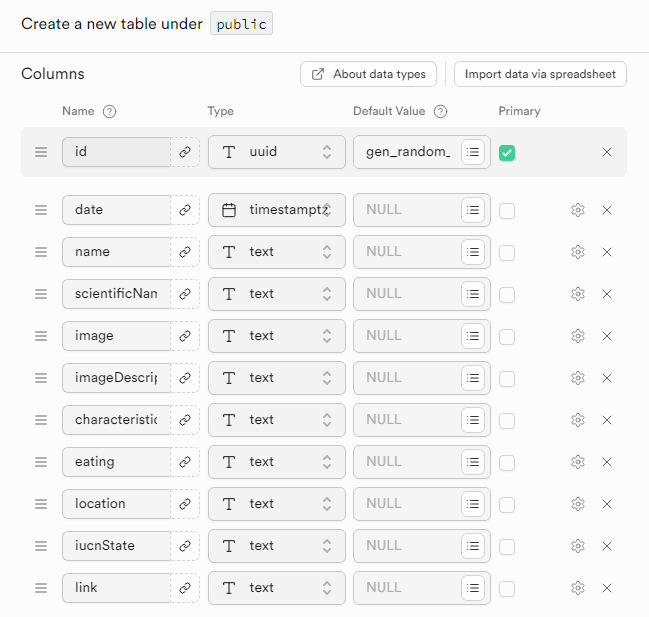 Create a new table under public
Columns
About data types
Import data via spreadsheet
Name Type Default Value Primary
id uuid gen_random_
date timestamptz NULL
name text NULL
scientificNam text NULL
image text NULL
imageDescrip text NULL
characteristic text NULL
eating text NULL
location text NULL
iucnState text NULL
link text NULL